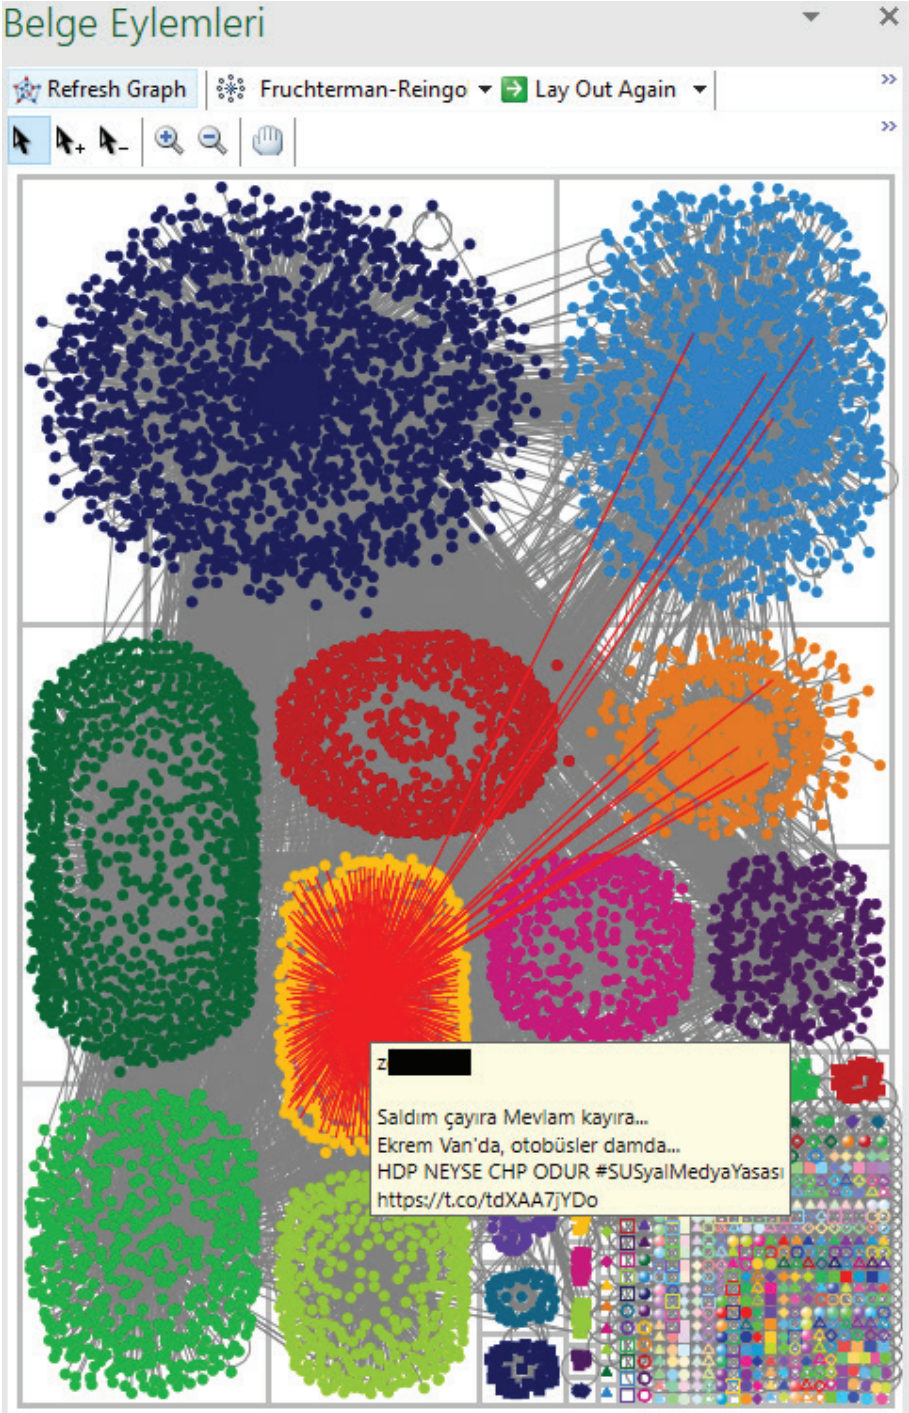 Belge Eylemleri
Refresh Graph
Fruchterman-Reingo
Lay Out Again
z
Saldım çayıra Mevlam kayıra...
Ekrem Van'da, otobüsler damda...
HDP NEYSE CHP ODUR #SUSyalMedyaYasası
https://t.co/tdXAA7jYDo